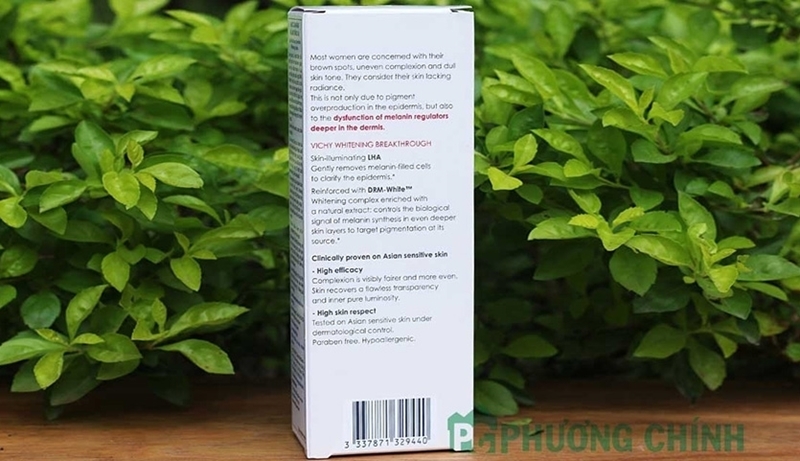 Most women are concerned with their
brown spots, uneven complexion and dull
skin tone. They consider their skin lacking
radiance.
This is not only due to pigment
overproduction in the epidermis, but also
to the dysfunction of melanin regulators
deeper in the dermis.
VICHY WHITENING BREAKTHROUGH
Skin-illuminating LHA
Gently removes melanin-filled cells
to clarify the epidermis.*
Reinforced with DRM-White™
Whitening complex enriched with
a natural extract: controls the biological
signal of melanin synthesis in even deeper
skin layers to target pigmentation at its
source.*
Clinically proven on Asian sensitive skin
- High efficacy
Complexion is visibly fairer and more even.
Skin recovers a flawless transparency
and inner pure luminosity.
- High skin respect
Tested on Asian sensitive skin under
dermatological control.
Paraben free. Hypoallergenic.
3 337871 329440
PHƯƠNG CHÍNH